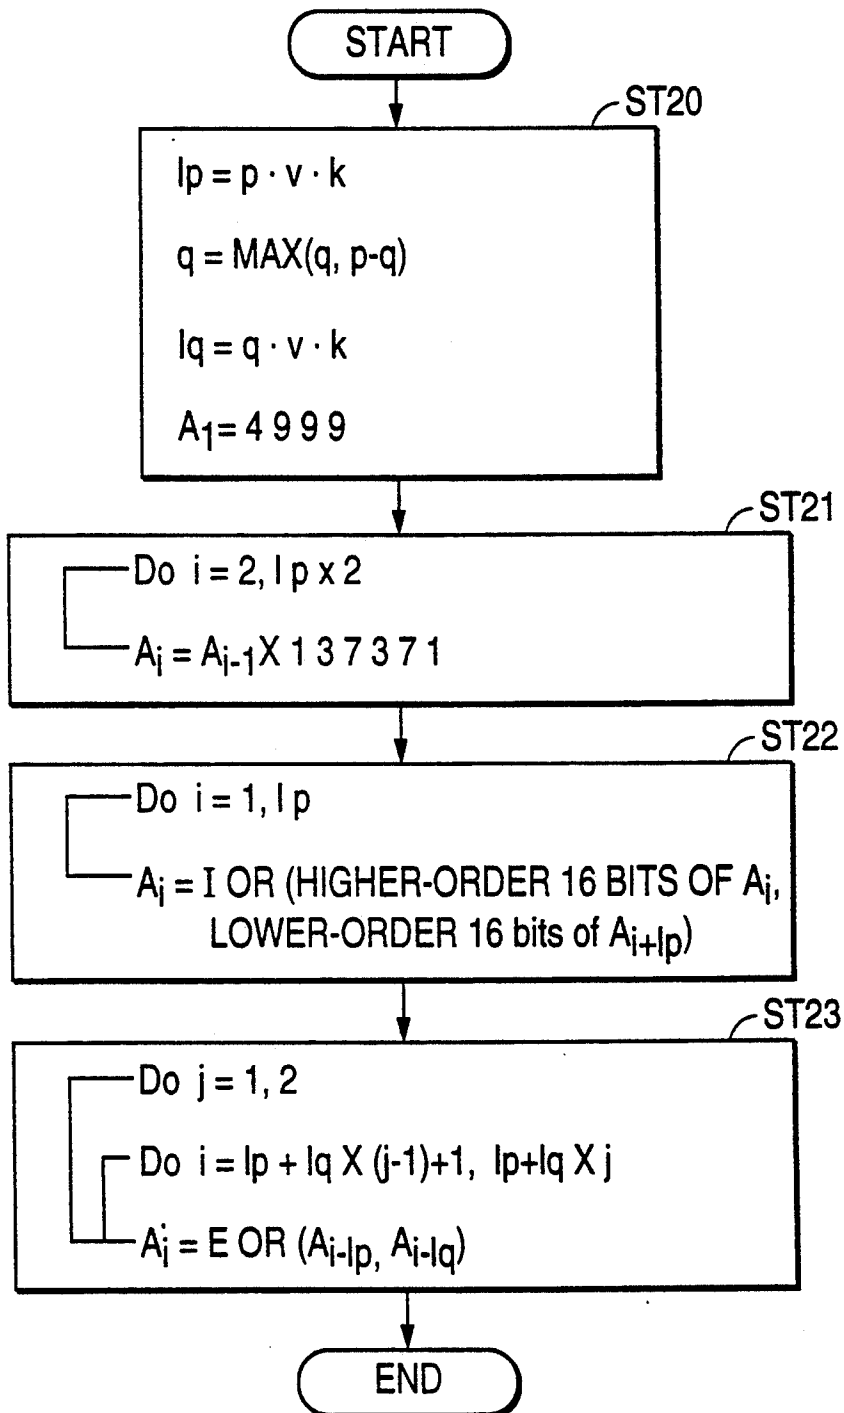 START
ST20
lp = p · v · k
q = MAX(q, p-q)
lq = q · v · k
A1= 4 9 9 9
ST21
Do i = 2, l p x 2
Ai = Ai-1 X 1 3 7 3 7 1
ST22
Do i = 1, l p
Ai = I OR (HIGHER-ORDER 16 BITS OF Ai,
LOWER-ORDER 16 bits of Ai+lp)
ST23
Do j = 1, 2
Do i = lp + lq X (j-1)+1, lp+lq X j
Ai = E OR (Ai-lp, Ai-lq)
END